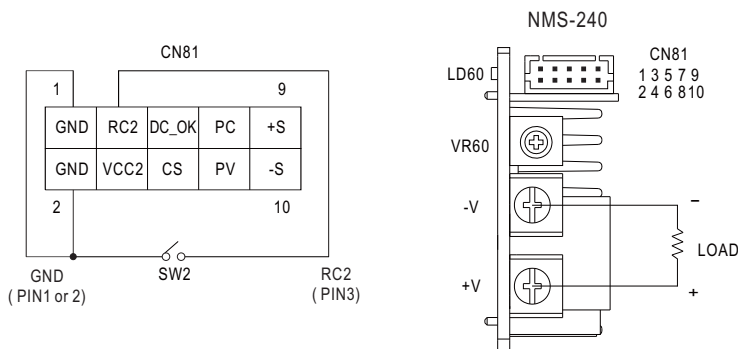 NMS-240
CN81
1 9
GND RC2 DC_OK PC +S
GND VCC2 CS PV -S
2 10
GND
( PIN1 or 2)
SW2
RC2
( PIN3)
LD60
CN81
1 3 5 7 9
2 4 6 8 10
VR60
-V
−
LOAD
+V
+